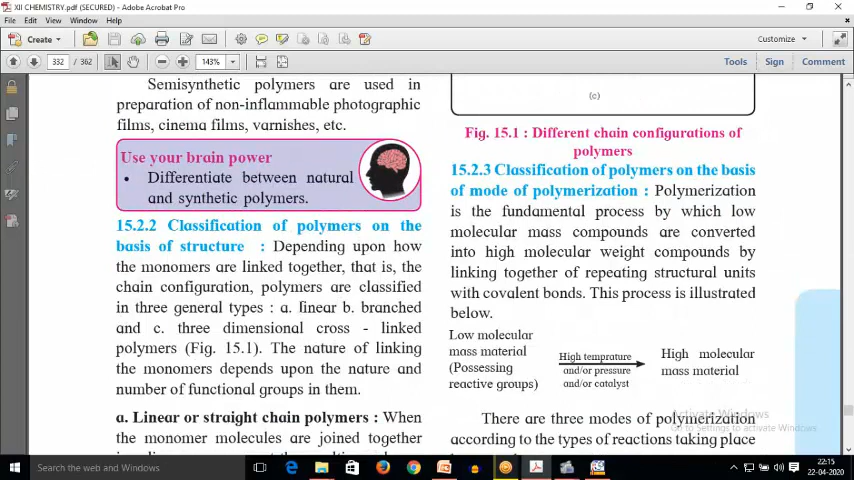 XII CHEMISTRY.pdf (SECURED) - Adobe Acrobat Pro
File Edit View Window Help
Create
Customize
332 / 362
143%
Tools Sign Comment
Semisynthetic polymers are used in
preparation of non-inflammable photographic
films, cinema films, varnishes, etc.
Use your brain power
• Differentiate between natural
and synthetic polymers.
15.2.2 Classification of polymers on the
basis of structure : Depending upon how
the monomers are linked together, that is, the
chain configuration, polymers are classified
in three general types : a. linear b. branched
and c. three dimensional cross - linked
polymers (Fig. 15.1). The nature of linking
the monomers depends upon the nature and
number of functional groups in them.
a. Linear or straight chain polymers : When
the monomer molecules are joined together
(c)
Fig. 15.1 : Different chain configurations of
polymers
15.2.3 Classification of polymers on the basis
of mode of polymerization : Polymerization
is the fundamental process by which low
molecular mass compounds are converted
into high molecular weight compounds by
linking together of repeating structural units
with covalent bonds. This process is illustrated
below.
Low molecular
mass material
(Possessing
reactive groups)
High temprature
and/or pressure
and/or catalyst
High molecular
mass material
There are three modes of polymerization
according to the types of reactions taking place
Activate Windows
Go to Settings to activate Windows.
Search the web and Windows
22:15
22-04-2020